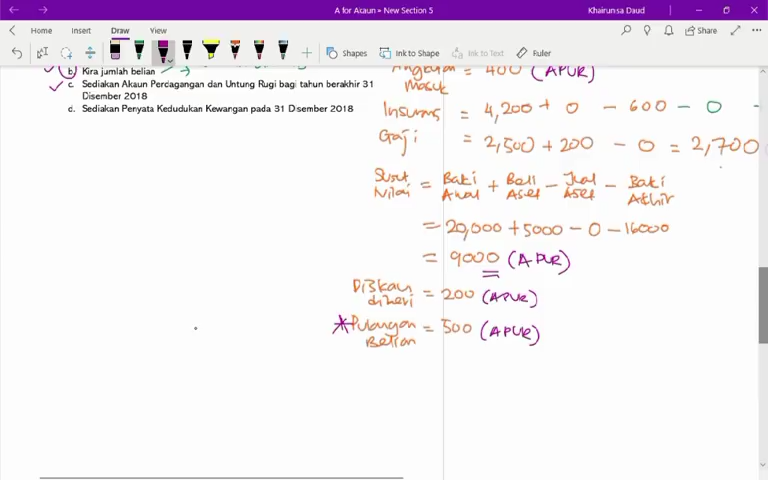 A for Akaun = New Section 5
Khairunsa Daud
Home
Insert
Draw
View
Share
Shapes
Ink to Shape
Ink to Text
Ruler
b Kira jumlah belian
c. Sediakan Akaun Perdagangan dan Untung Rugi bagi tahun berakhir 31
Disember 2018
d. Sediakan Penyata Kedudukan Kewangan pada 31 Disember 2018
Angkutan = 400 (APUR)
Masuk
Insurans = 4,200 + 0 - 600 - 0 -
Gaji = 2,500 + 200 - 0 = 2,700
Susut = Baki + Beli - Jual - Baki
Nilai Awal Aset Aset Akhir
= 20,000 + 5000 - 0 - 16000
= 9000 (APUR)
Diskaun = 200 (APUR)
diberi
* Pulangan = 500 (APUR)
Belian